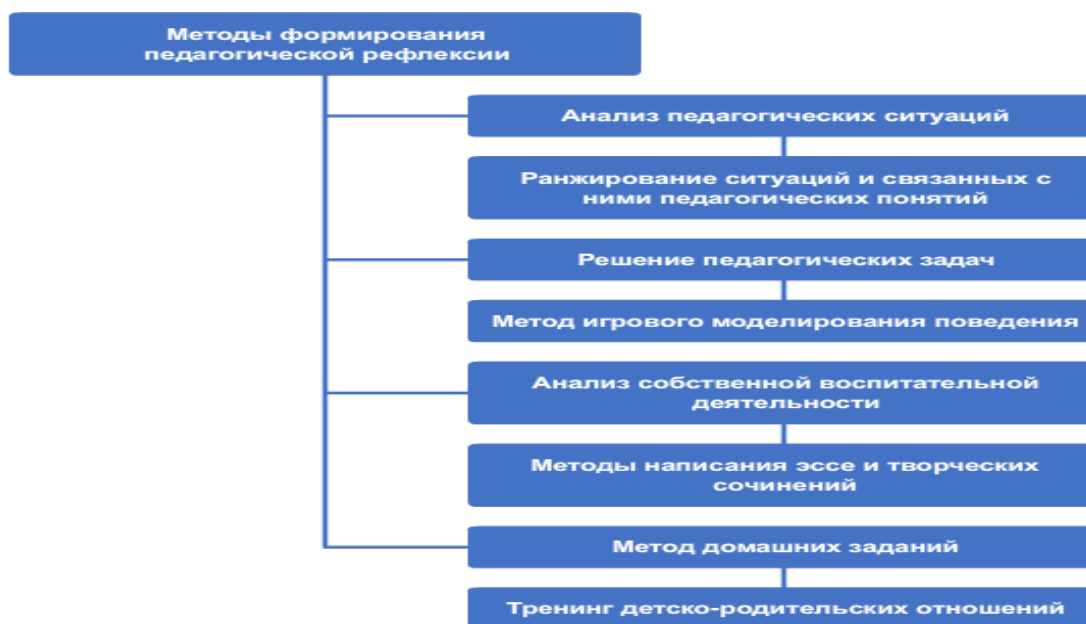 Методы формирования
педагогической рефлексии
Анализ педагогических ситуаций
Ранжирование ситуаций и связанных с
ними педагогических понятий
Решение педагогических задач
Метод игрового моделирования поведения
Анализ собственной воспитательной
деятельности
Методы написания эссе и творческих
сочинений
Метод домашних заданий
Тренинг детско-родительских отношений